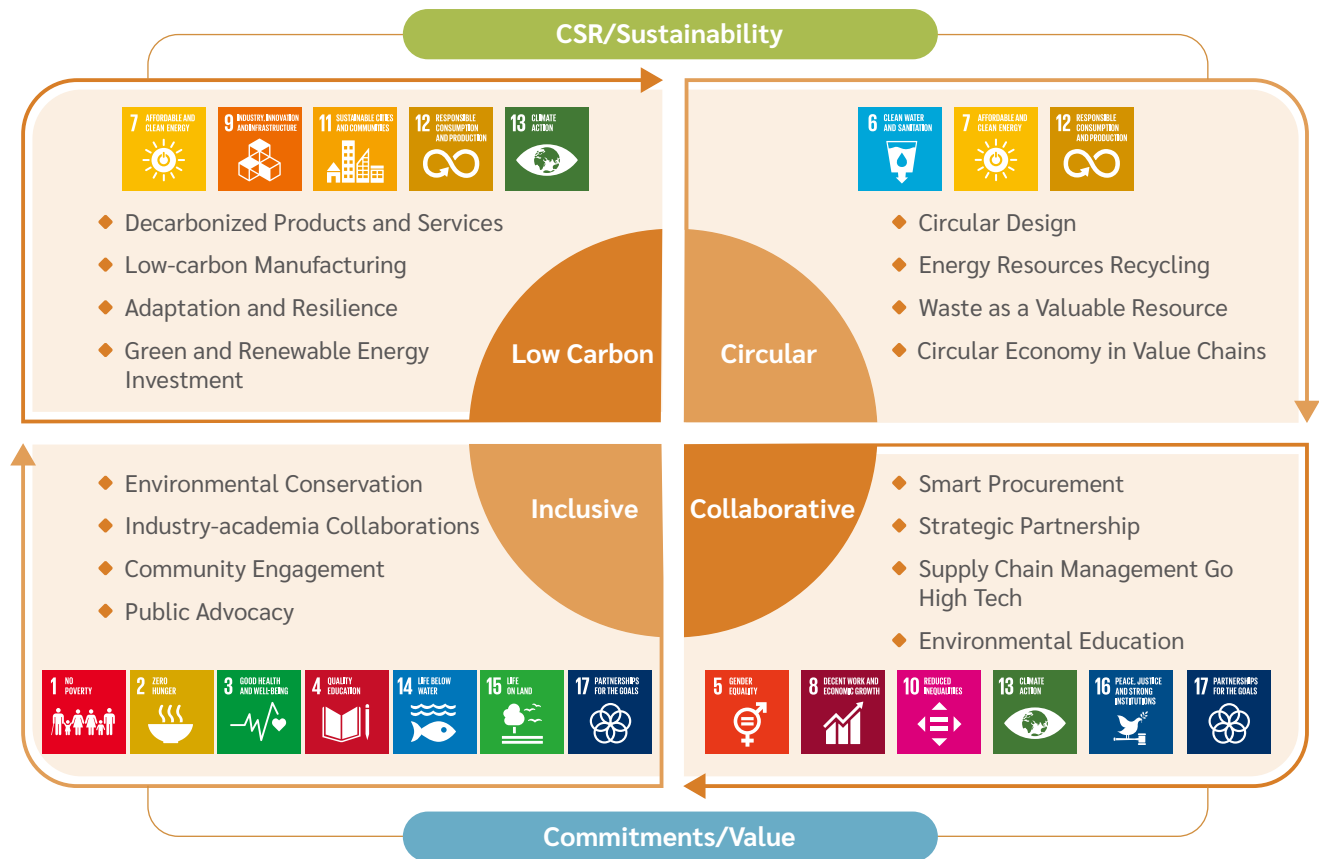 CSR/Sustainability
7 AFFORDABLE AND
CLEAN ENERGY
9 INDUSTRY, INNOVATION
AND INFRASTRUCTURE
11 SUSTAINABLE CITIES
AND COMMUNITIES
12 RESPONSIBLE
CONSUMPTION
AND PRODUCTION
13 CLIMATE
ACTION
Decarbonized Products and Services
Low-carbon Manufacturing
Adaptation and Resilience
Green and Renewable Energy
Investment
Low Carbon
6 CLEAN WATER
AND SANITATION
7 AFFORDABLE AND
CLEAN ENERGY
12 RESPONSIBLE
CONSUMPTION
AND PRODUCTION
Circular Design
Energy Resources Recycling
Waste as a Valuable Resource
Circular Economy in Value Chains
Circular
Environmental Conservation
Industry-academia Collaborations
Community Engagement
Public Advocacy
Inclusive
1 NO
POVERTY
2 ZERO
HUNGER
3 GOOD HEALTH
AND WELL-BEING
4 QUALITY
EDUCATION
14 LIFE BELOW
WATER
15 LIFE
ON LAND
17 PARTNERSHIPS
FOR THE GOALS
Collaborative
Smart Procurement
Strategic Partnership
Supply Chain Management Go
High Tech
Environmental Education
5 GENDER
EQUALITY
8 DECENT WORK AND
ECONOMIC GROWTH
10 REDUCED
INEQUALITIES
13 CLIMATE
ACTION
16 PEACE, JUSTICE
AND STRONG
INSTITUTIONS
17 PARTNERSHIPS
FOR THE GOALS
Commitments/Value